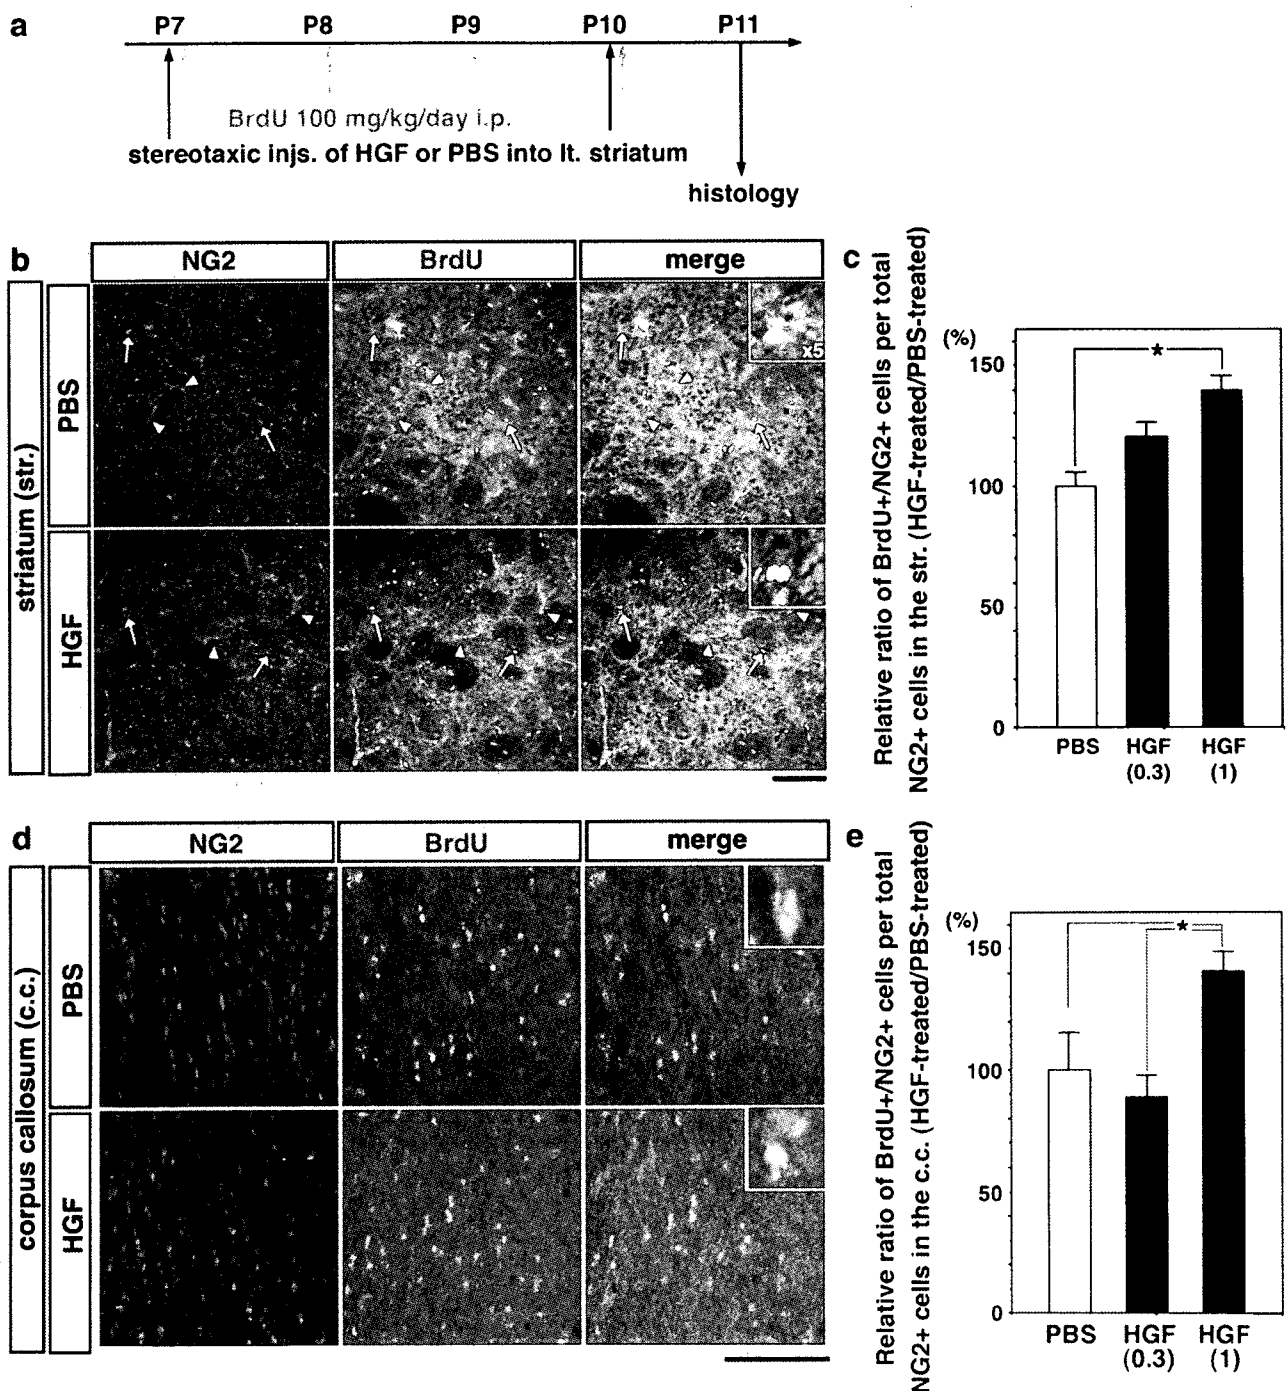 a
P7 P8 P9 P10 P11
BrdU 100 mg/kg/day i.p.
stereotaxic injs. of HGF or PBS into lt. striatum
histology
b
NG2 BrdU merge
striatum (str.)
PBS
x5
HGF
c
Relative ratio of BrdU+/NG2+ cells per total
NG2+ cells in the str. (HGF-treated/PBS-treated)
(%)
150
*
100
50
0
PBS HGF HGF
(0.3) (1)
d
NG2 BrdU merge
corpus callosum (c.c.)
PBS
HGF
e
Relative ratio of BrdU+/NG2+ cells per total
NG2+ cells in the c.c. (HGF-treated/PBS-treated)
(%)
150
*
100
50
0
PBS HGF HGF
(0.3) (1)